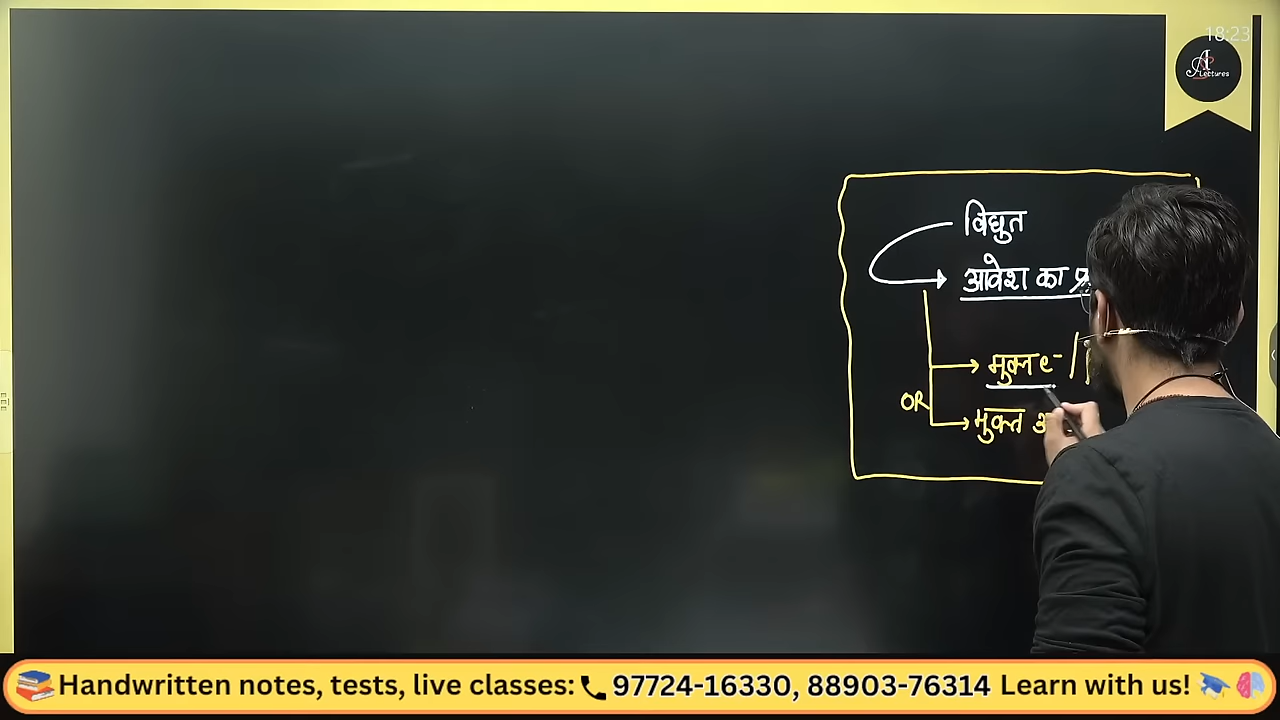 18:23
A Lectures
विद्युत
आवेश का
मुक्त e-
OR
मुक्त
Handwritten notes, tests, live classes: 97724-16330, 88903-76314 Learn with us!